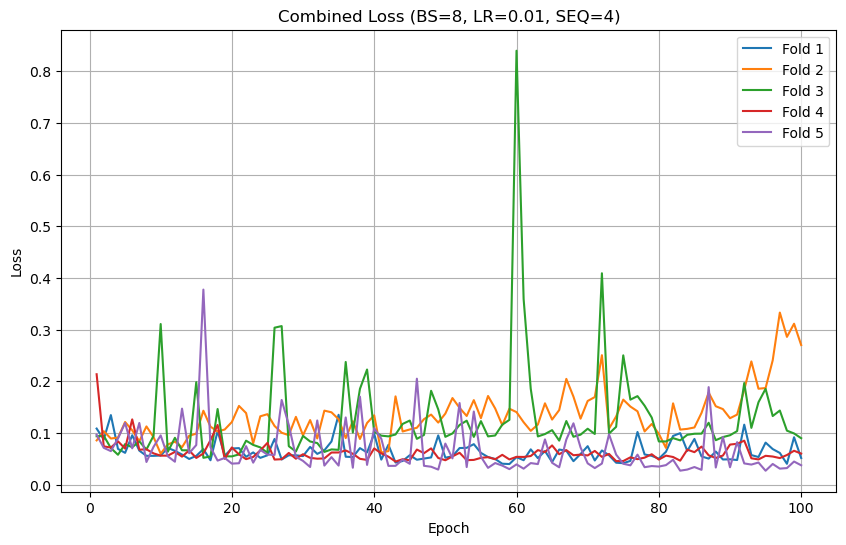 Combined Loss (BS=8, LR=0.01, SEQ=4)
Fold 1
Fold 2
Fold 3
Fold 4
Fold 5
Loss
0.8
0.7
0.6
0.5
0.4
0.3
0.2
0.1
0.0
0
20
40
60
80
100
Epoch